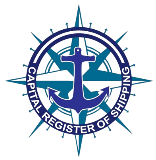 CAPITAL REGISTER OF SHIPPING